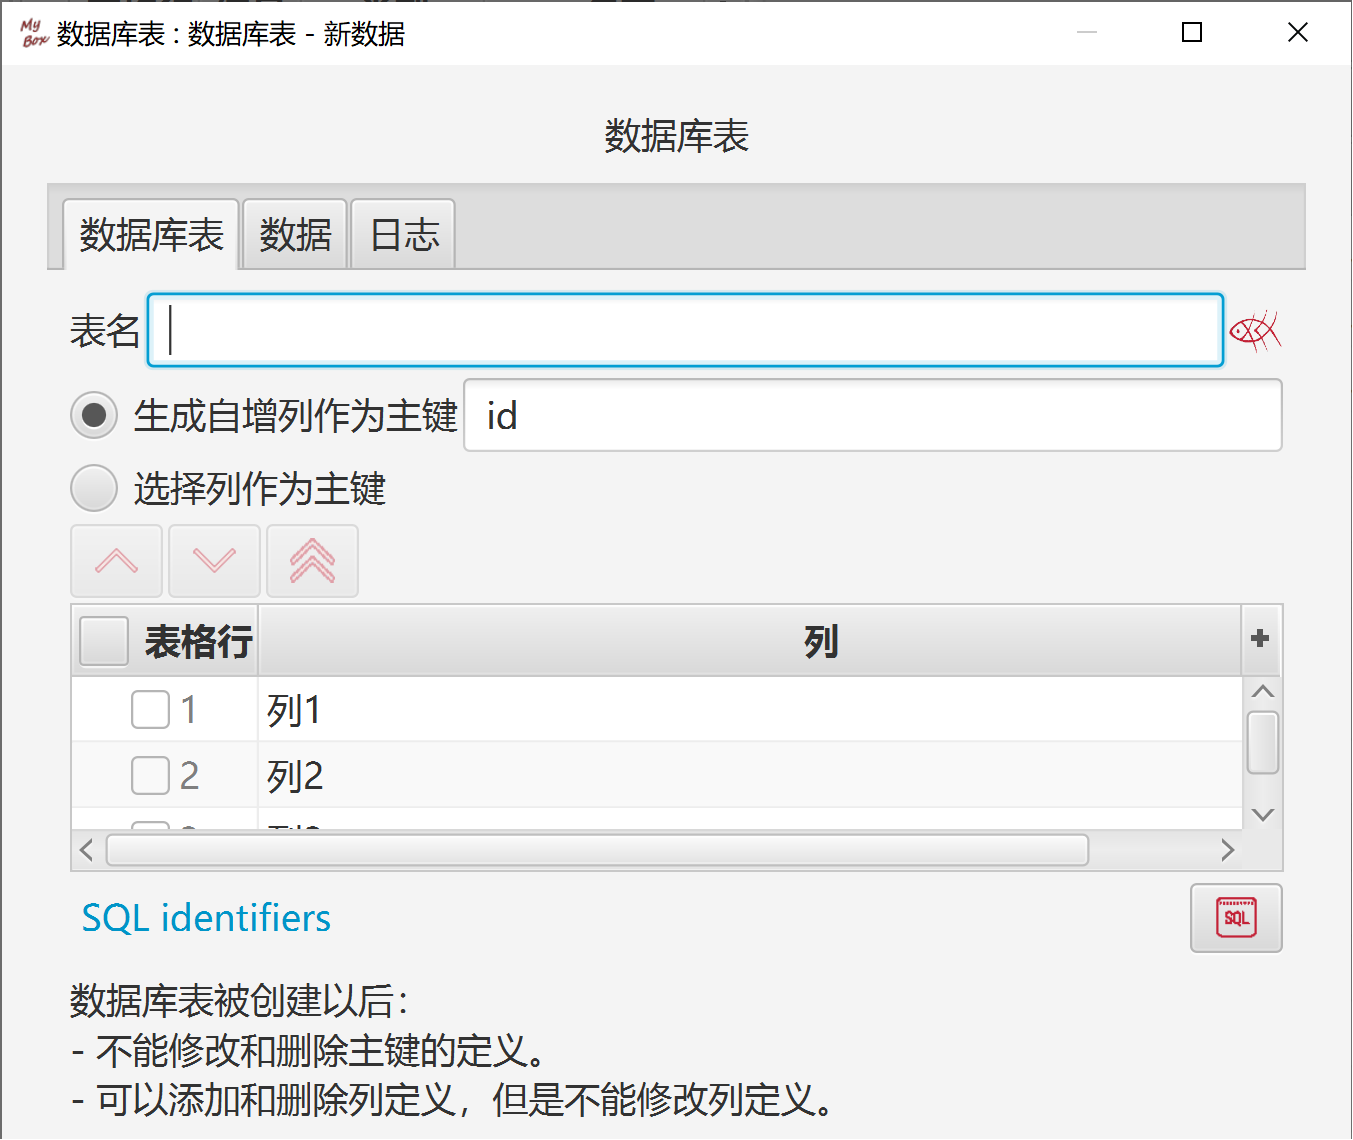 My Box 数据库表 : 数据库表 - 新数据
数据库表
数据库表 数据 日志
表名
生成自增列作为主键 id
选择列作为主键
表格行 列 +
1 列1
2 列2
SQL identifiers SQL
数据库表被创建以后：
- 不能修改和删除主键的定义。
- 可以添加和删除列定义，但是不能修改列定义。